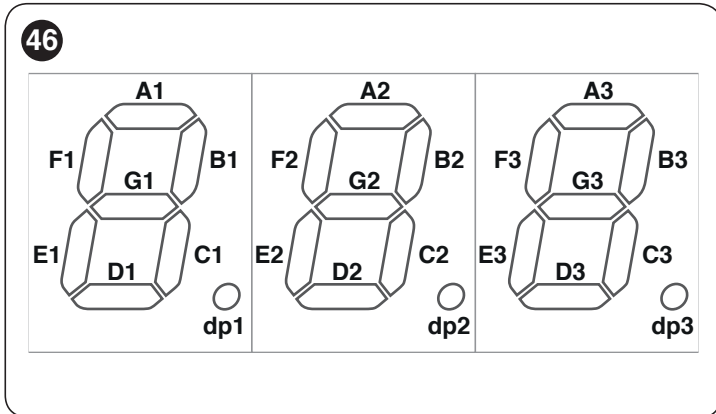 46
A1 A2 A3
F1 B1 F2 B2 F3 B3
G1 G2 G3
E1 C1 E2 C2 E3 C3
D1 D2 D3
dp1 dp2 dp3